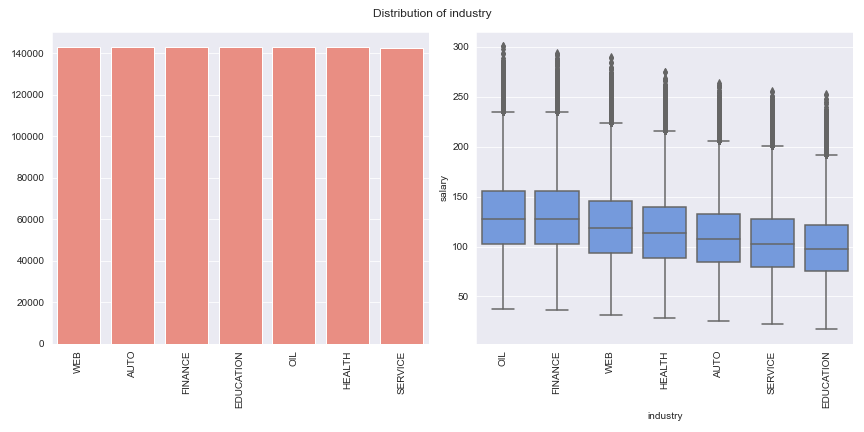 Distribution of industry
140000
120000
100000
80000
60000
40000
20000
0
WEB
AUTO
FINANCE
EDUCATION
OIL
HEALTH
SERVICE
salary
300
250
200
150
100
50
OIL
FINANCE
WEB
HEALTH
AUTO
SERVICE
EDUCATION
industry